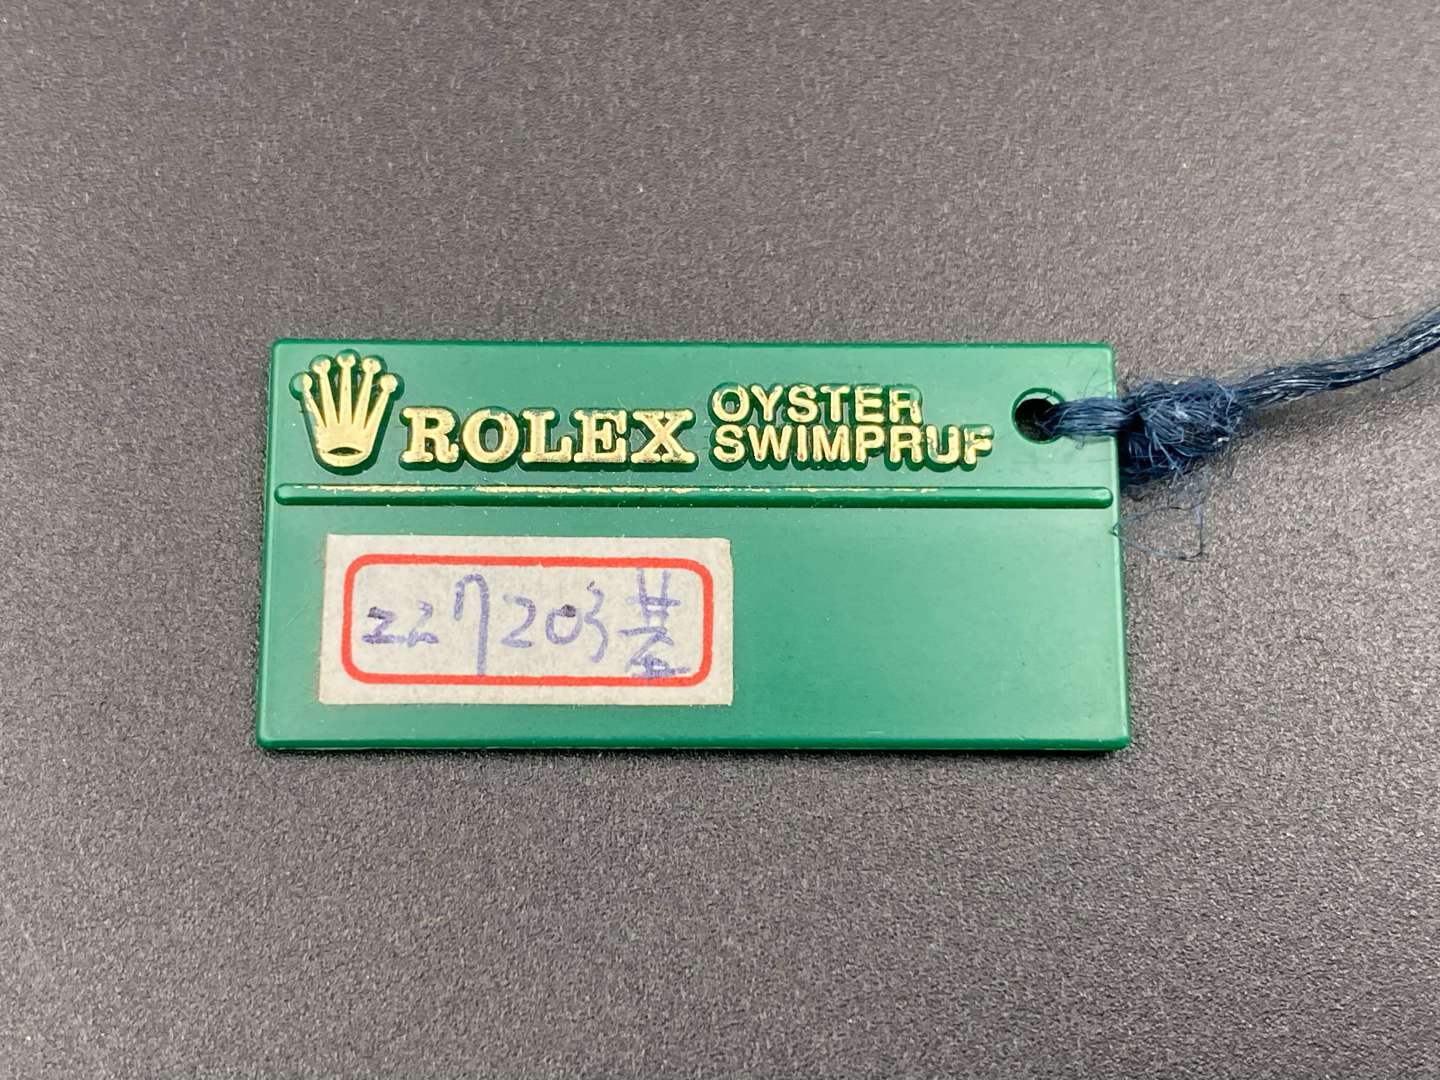 ROLEX
OYSTER
SWIMPRUF
227203